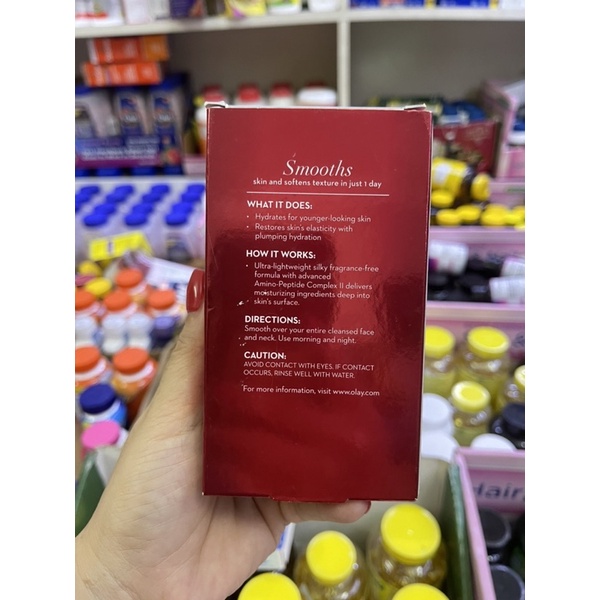 Smooths
skin and softens texture in just 1 day
WHAT IT DOES:
• Hydrates for younger-looking skin
• Restores skin's elasticity with
plumping hydration
HOW IT WORKS:
• Ultra-lightweight silky fragrance-free
formula with advanced
Amino-Peptide Complex II delivers
moisturizing ingredients deep into
skin's surface.
DIRECTIONS:
Smooth over your entire cleansed face
and neck. Use morning and night.
CAUTION:
AVOID CONTACT WITH EYES. IF CONTACT
OCCURS, RINSE WELL WITH WATER.
For more information, visit www.olay.com
Hair